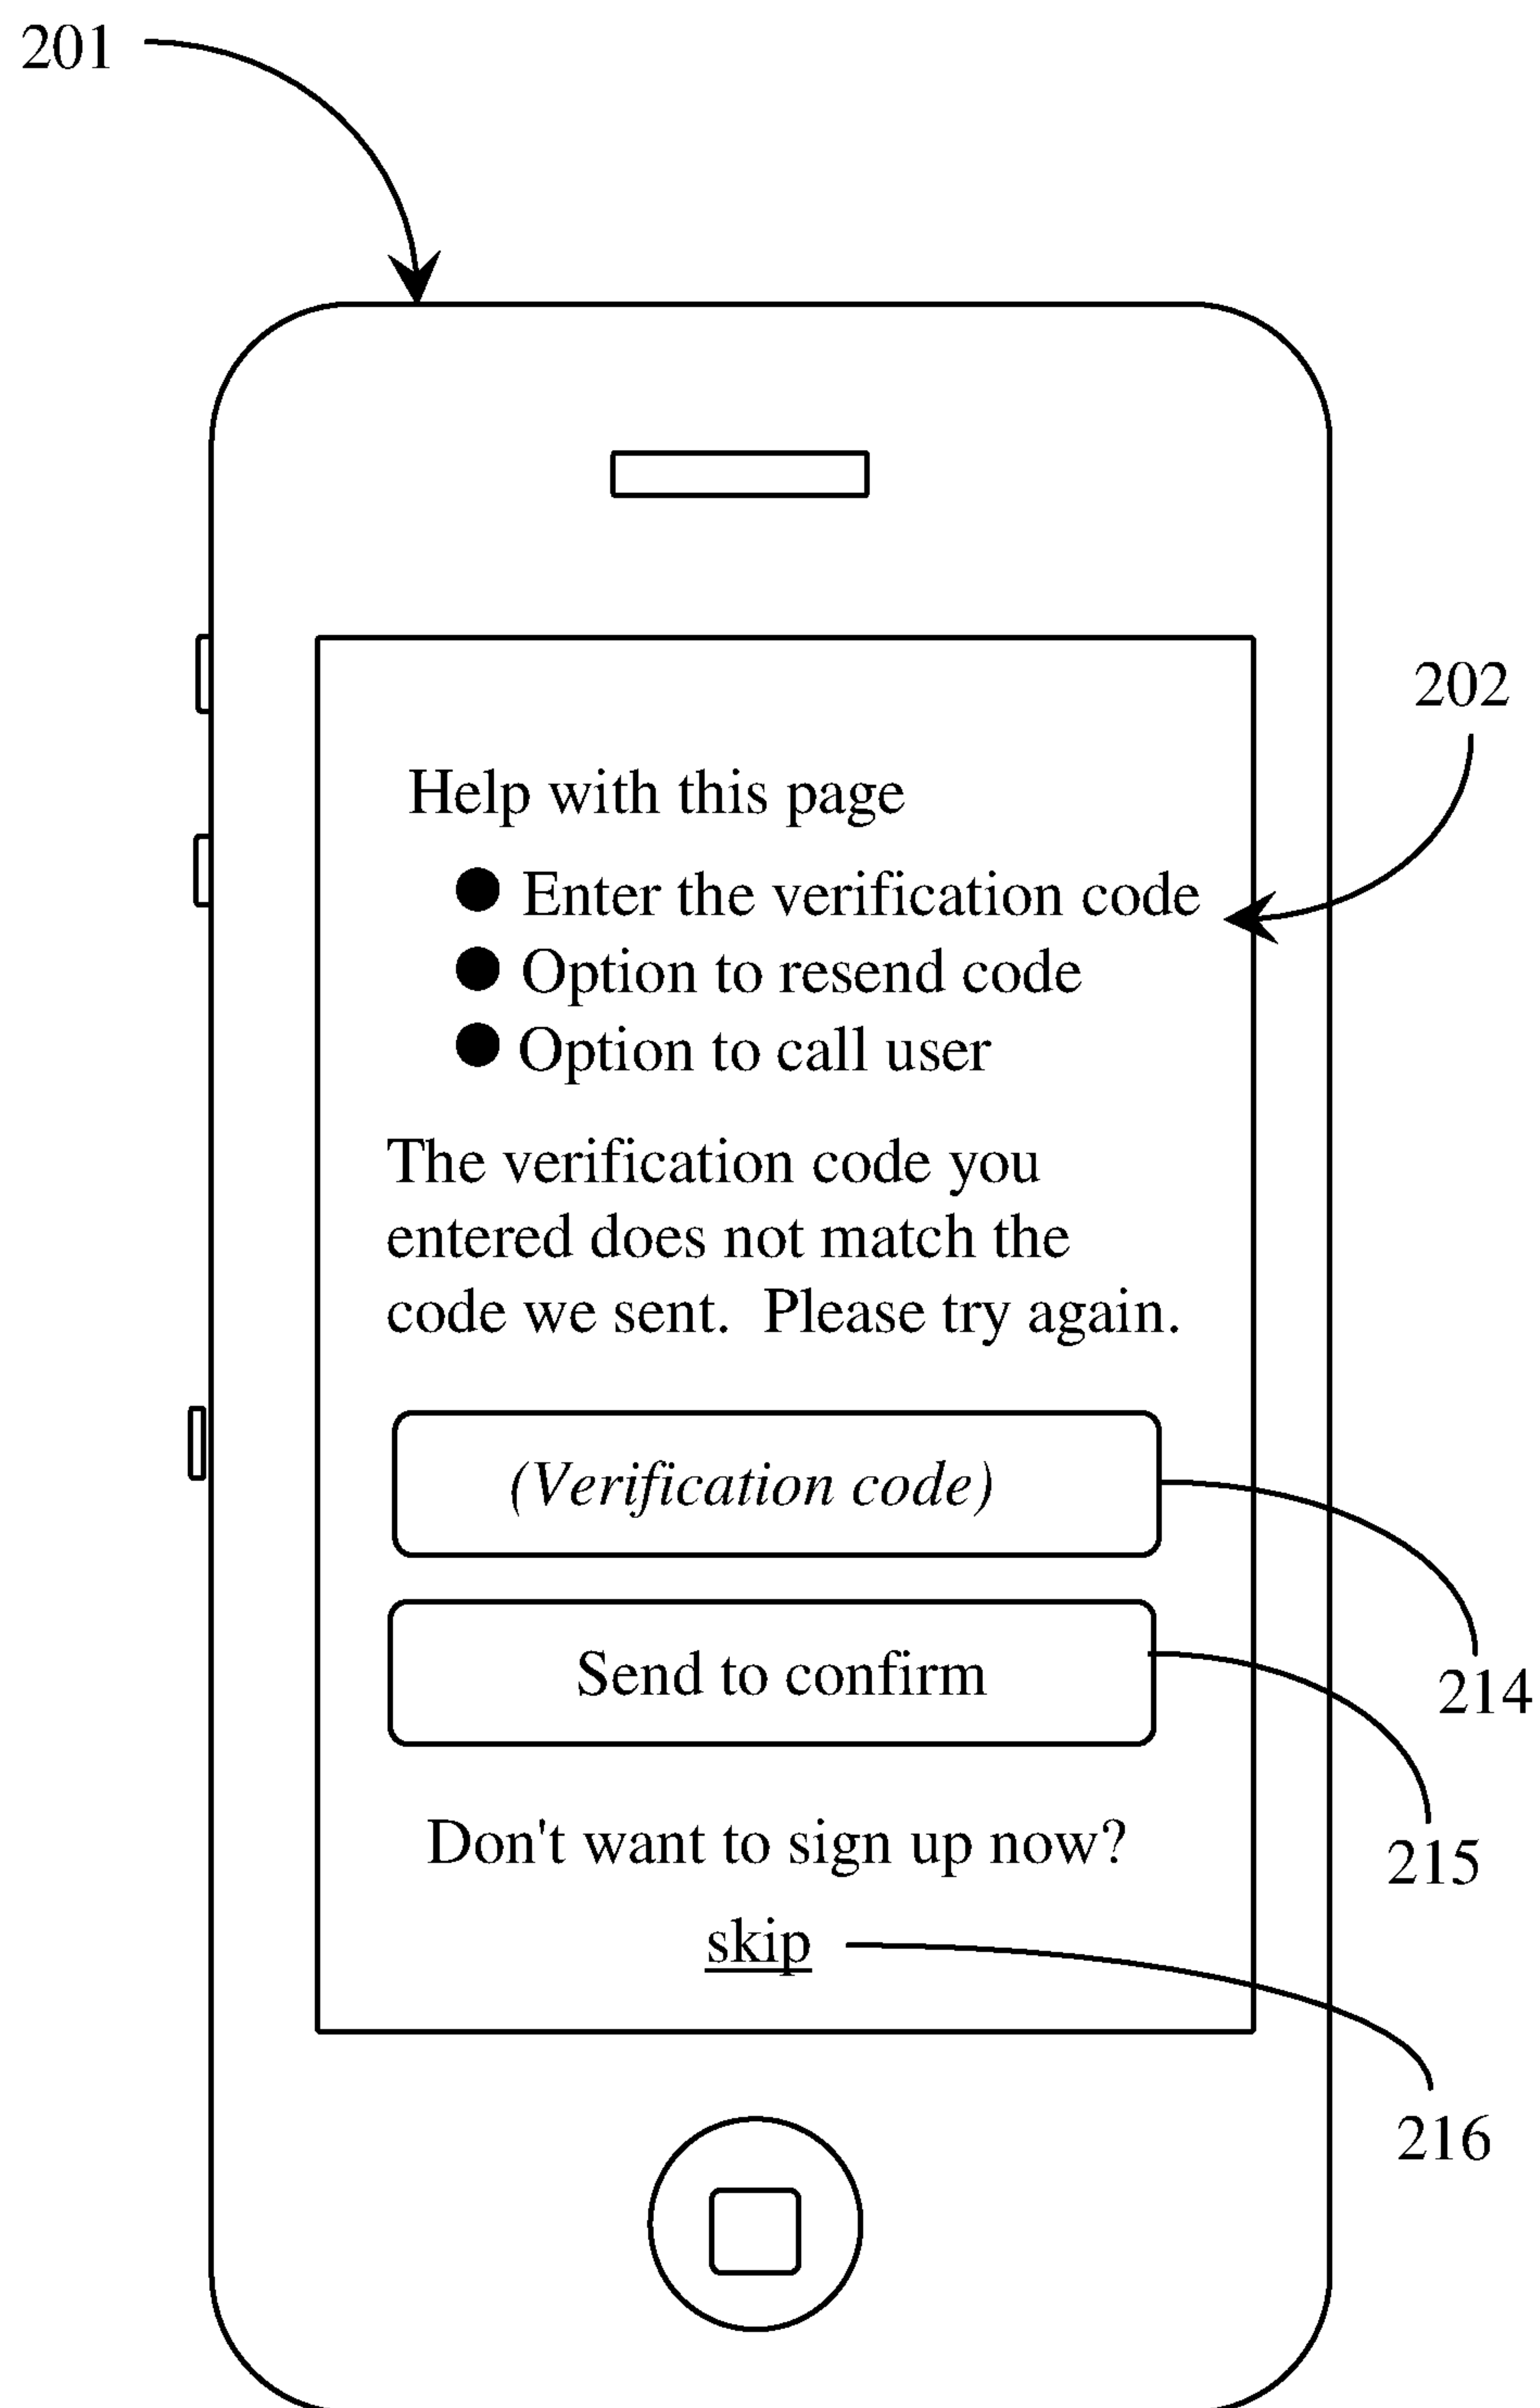 201
202
Help with this page
● Enter the verification code
● Option to resend code
● Option to call user
The verification code you
entered does not match the
code we sent.  Please try again.
(Verification code)
214
Send to confirm
215
Don't want to sign up now?
skip
216